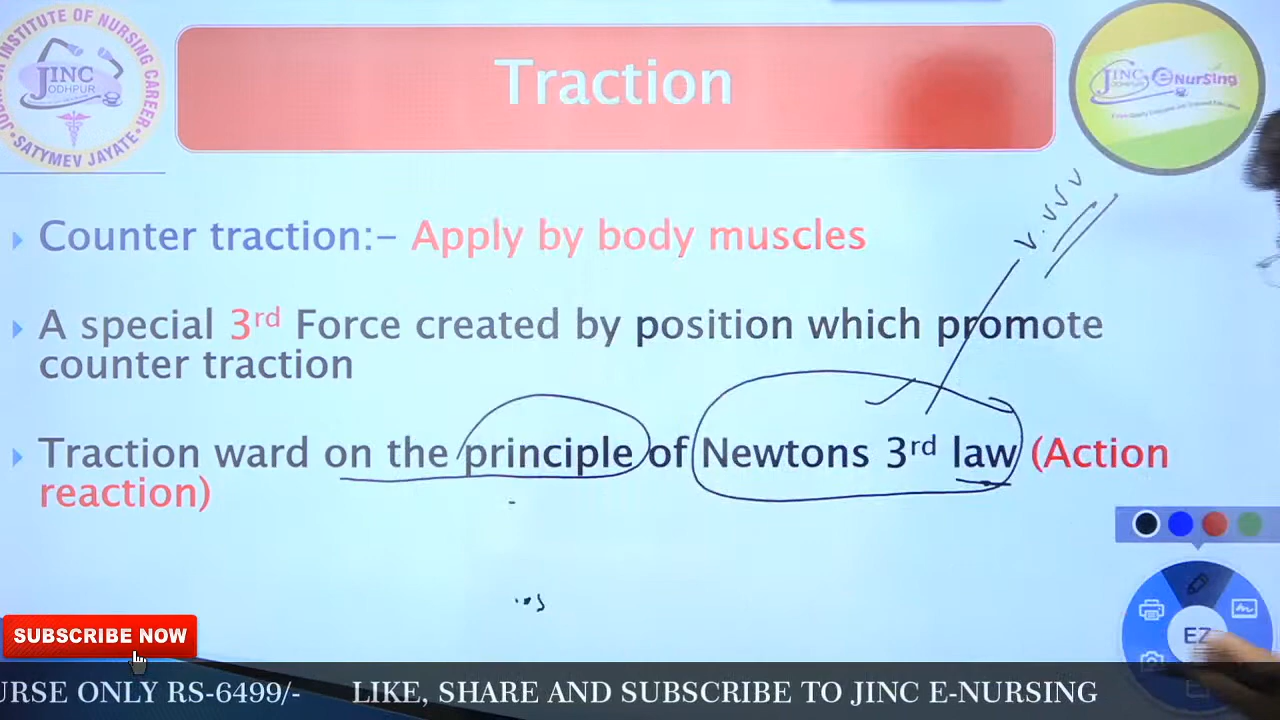 INSTITUTE OF NURSING CAREER
JINC
JODHPUR
SATYMEV JAYATE
Traction
JINC eNursing
JODHPUR
v.vvv
Counter traction:- Apply by body muscles
A special 3rd Force created by position which promote
counter traction
Traction ward on the principle of Newtons 3rd law (Action
reaction)
EZ
SUBSCRIBE NOW
URSE ONLY RS-6499/- LIKE, SHARE AND SUBSCRIBE TO JINC E-NURSING